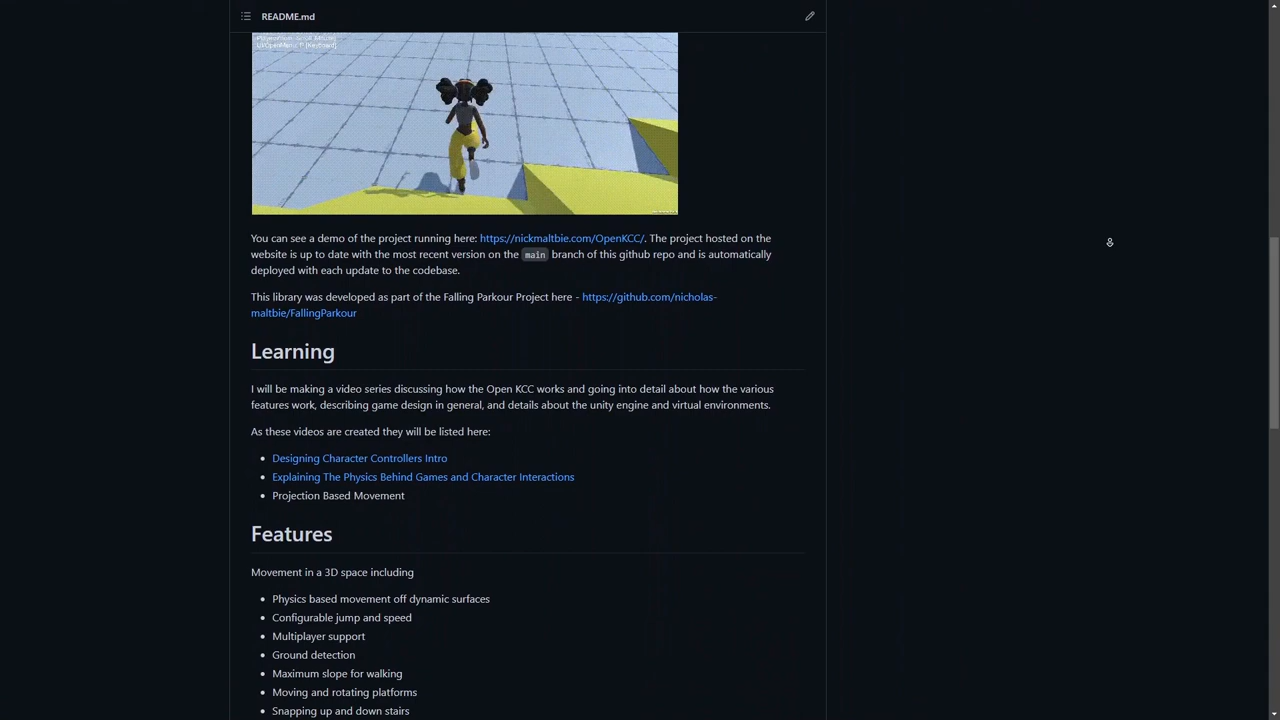 README.md
You can see a demo of the project running here: https://nickmaltbie.com/OpenKCC/. The project hosted on the
website is up to date with the most recent version on the main branch of this github repo and is automatically
deployed with each update to the codebase.
This library was developed as part of the Falling Parkour Project here - https://github.com/nicholas-
maltbie/FallingParkour
Learning
I will be making a video series discussing how the Open KCC works and going into detail about how the various
features work, describing game design in general, and details about the unity engine and virtual environments.
As these videos are created they will be listed here:
Designing Character Controllers Intro
Explaining The Physics Behind Games and Character Interactions
Projection Based Movement
Features
Movement in a 3D space including
Physics based movement off dynamic surfaces
Configurable jump and speed
Multiplayer support
Ground detection
Maximum slope for walking
Moving and rotating platforms
Snapping up and down stairs